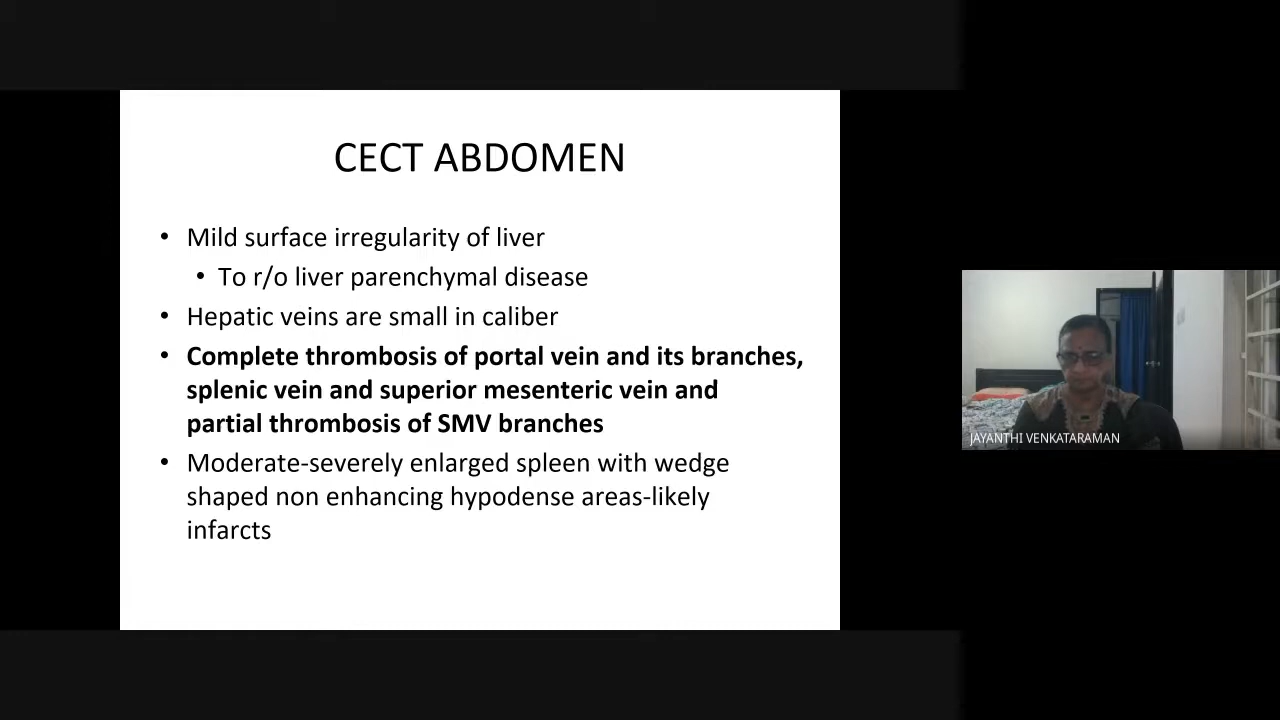 CECT ABDOMEN
• Mild surface irregularity of liver
• To r/o liver parenchymal disease
• Hepatic veins are small in caliber
• Complete thrombosis of portal vein and its branches,
splenic vein and superior mesenteric vein and
partial thrombosis of SMV branches
• Moderate-severely enlarged spleen with wedge
shaped non enhancing hypodense areas-likely
infarcts
JAYANTHI VENKATARAMAN